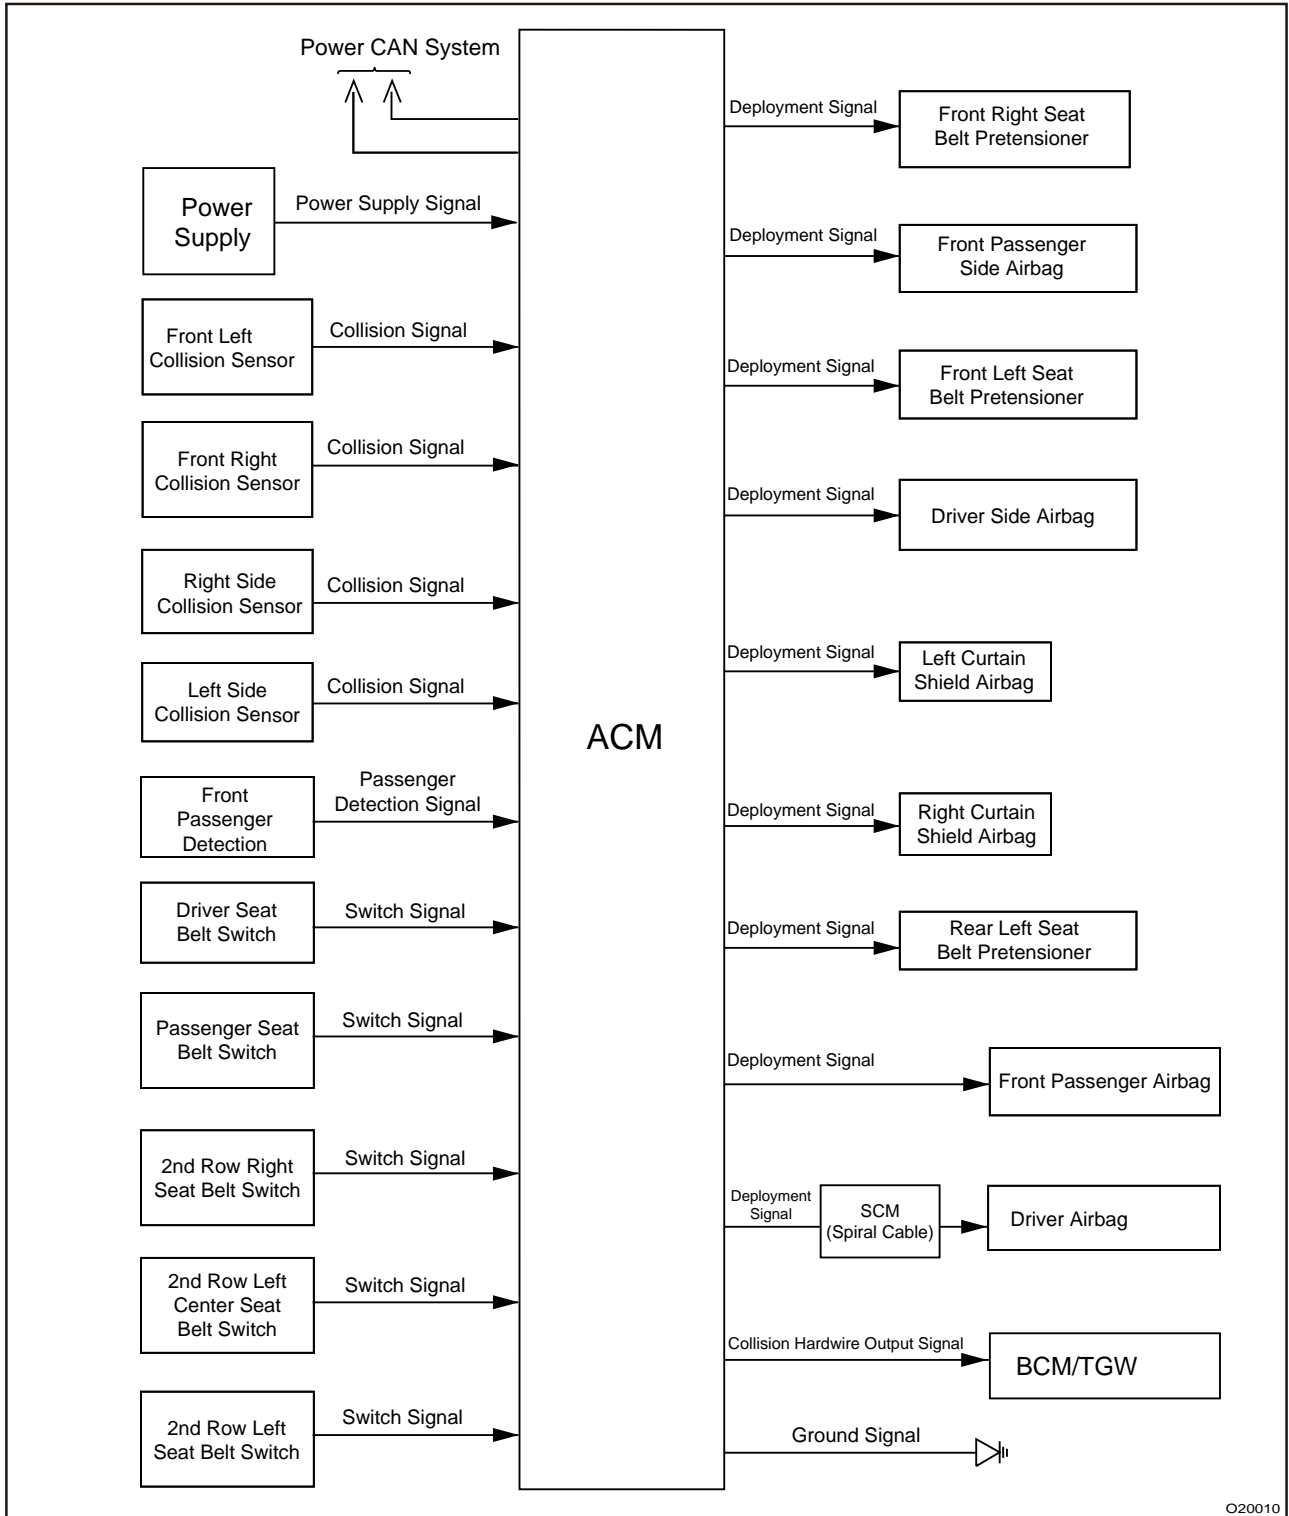 Power CAN System
Power
Supply
Power Supply Signal
Front Left
Collision Sensor
Collision Signal
Front Right
Collision Sensor
Collision Signal
Right Side
Collision Sensor
Collision Signal
Left Side
Collision Sensor
Collision Signal
Front
Passenger
Detection
Passenger
Detection Signal
Driver Seat
Belt Switch
Switch Signal
Passenger Seat
Belt Switch
Switch Signal
2nd Row Right
Seat Belt Switch
Switch Signal
2nd Row Left
Center Seat
Belt Switch
Switch Signal
2nd Row Left
Seat Belt Switch
Switch Signal
ACM
Deployment Signal
Front Right Seat
Belt Pretensioner
Deployment Signal
Front Passenger
Side Airbag
Deployment Signal
Front Left Seat
Belt Pretensioner
Deployment Signal
Driver Side Airbag
Deployment Signal
Left Curtain
Shield Airbag
Deployment Signal
Right Curtain
Shield Airbag
Deployment Signal
Rear Left Seat
Belt Pretensioner
Deployment Signal
Front Passenger Airbag
Deployment
Signal
SCM
(Spiral Cable)
Driver Airbag
Collision Hardwire Output Signal
BCM/TGW
Ground Signal
O20010